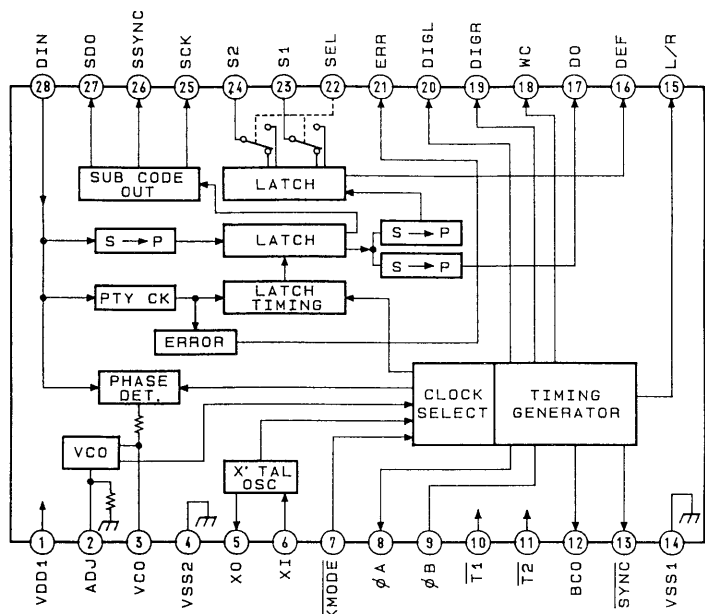 DIN
SDO
SSYNC
SCK
S2
S1
SEL
ERR
DIGL
DIGR
WC
DO
DEF
L/R
28
27
26
25
24
23
22
21
20
19
18
17
16
15
SUB CODE
OUT
LATCH
S → P
LATCH
S → P
S → P
PTY CK
LATCH
TIMING
ERROR
PHASE
DET.
CLOCK
SELECT
TIMING
GENERATOR
VCO
X'TAL
OSC
1
2
3
4
5
6
7
8
9
10
11
12
13
14
VDD1
ADJ
VCO
VSS2
XO
XI
XMODE
φA
φB
T1
T2
BCO
SYNC
VSS1